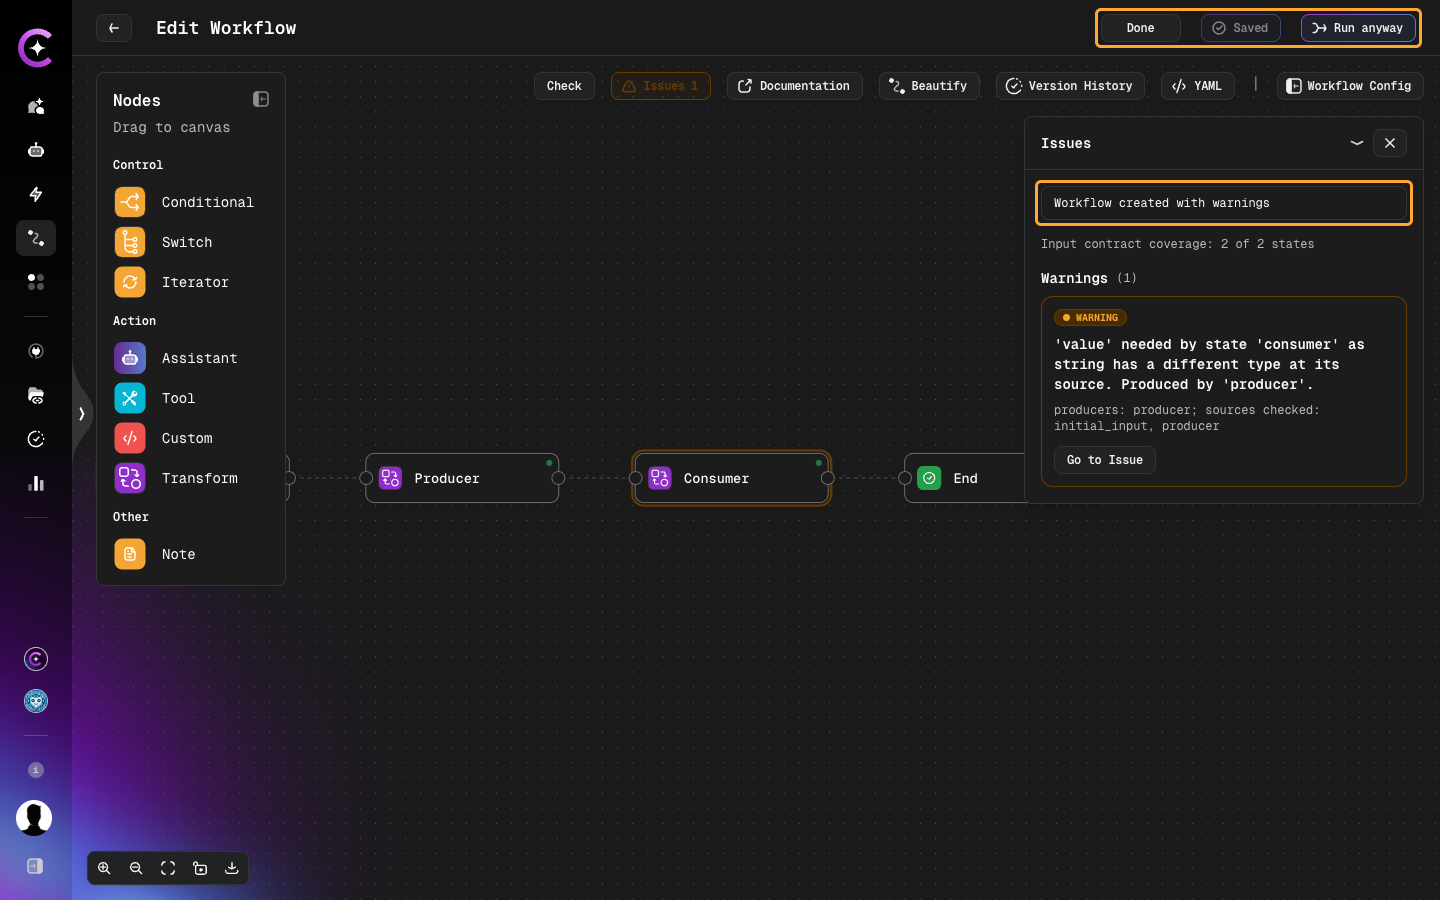 Edit Workflow
Done
Saved
Run anyway
Check
Issues 1
Documentation
Beautify
Version History
YAML
Workflow Config
Nodes
Drag to canvas
Control
Conditional
Switch
Iterator
Action
Assistant
Tool
Custom
Transform
Other
Note
Producer
Consumer
End
Issues
Workflow created with warnings
Input contract coverage: 2 of 2 states
Warnings (1)
WARNING
'value' needed by state 'consumer' as
string has a different type at its
source. Produced by 'producer'.
producers: producer; sources checked:
initial_input, producer
Go to Issue